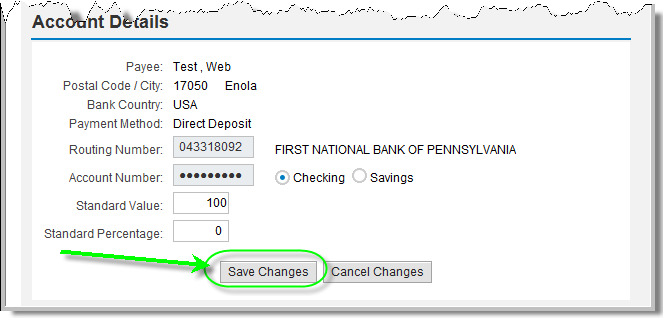 Account Details
Payee: Test , Web
Postal Code / City: 17050 Enola
Bank Country: USA
Payment Method: Direct Deposit
Routing Number: 043318092 FIRST NATIONAL BANK OF PENNSYLVANIA
Account Number: ●●●●●●●●● Checking Savings
Standard Value: 100
Standard Percentage: 0
Save Changes Cancel Changes